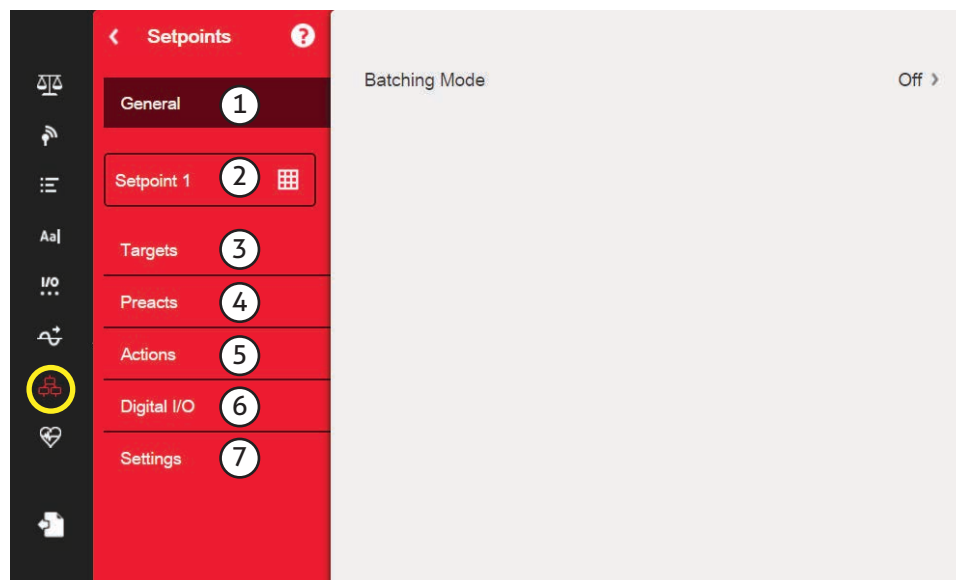 Setpoints ?
Batching Mode Off
General 1
Setpoint 1 2
Targets 3
Aa|
I/O
Preacts 4
Actions 5
Digital I/O 6
Settings 7